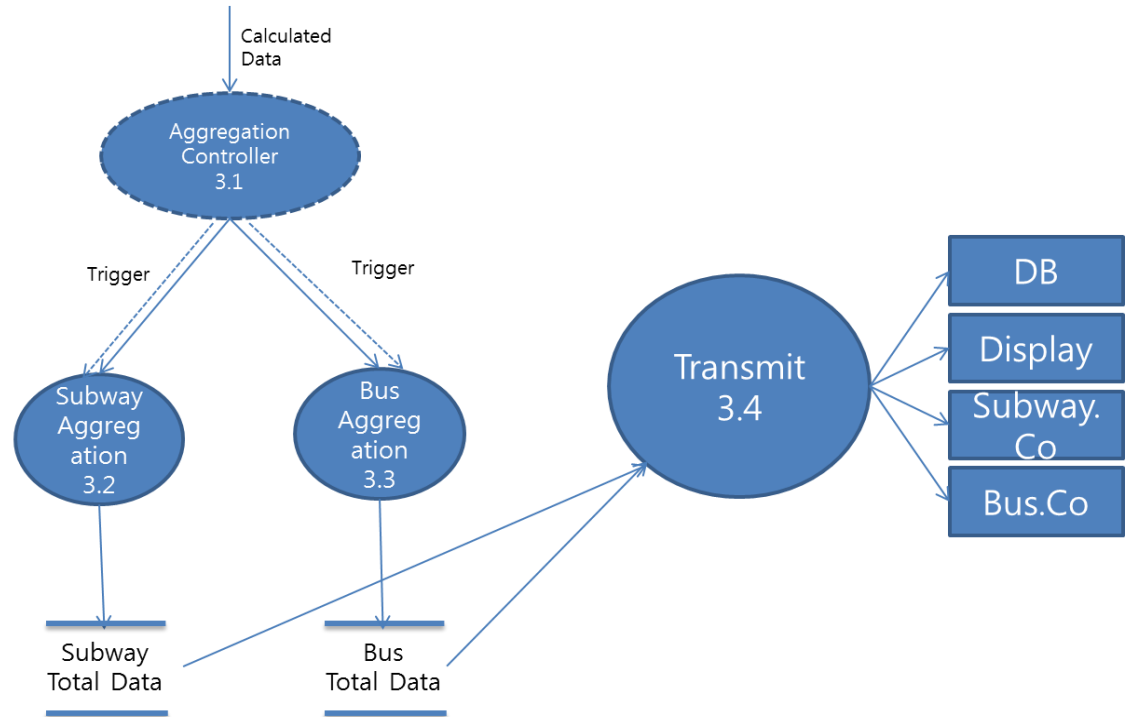 Calculated
Data
Aggregation
Controller
3.1
Trigger
Trigger
Subway
Aggreg
ation
3.2
Bus
Aggreg
ation
3.3
Transmit
3.4
DB
Display
Subway.
Co
Bus.Co
Subway
Total Data
Bus
Total Data